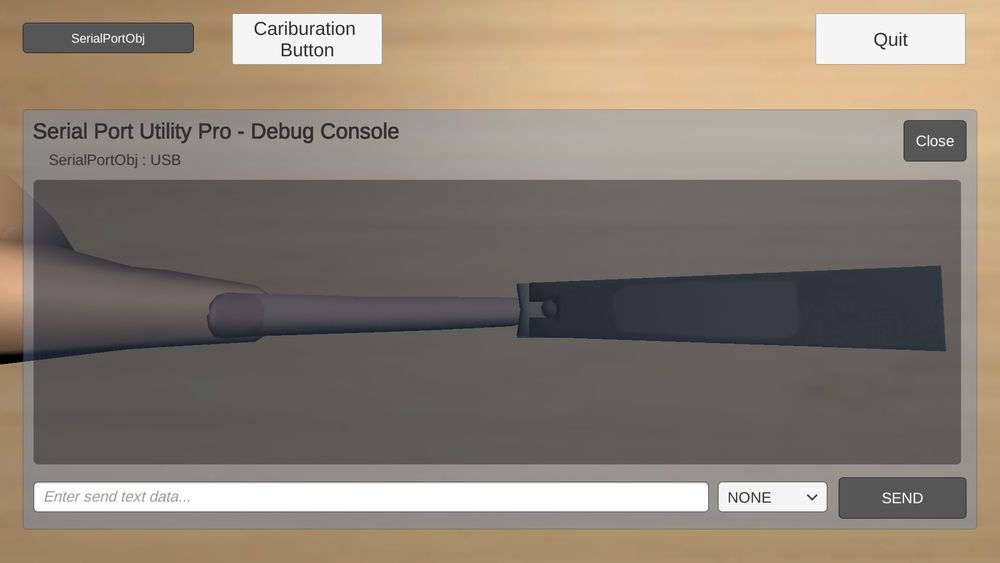 SerialPortObj
Cariburation
Button
Quit
Serial Port Utility Pro - Debug Console
Close
SerialPortObj : USB
Enter send text data...
NONE
SEND